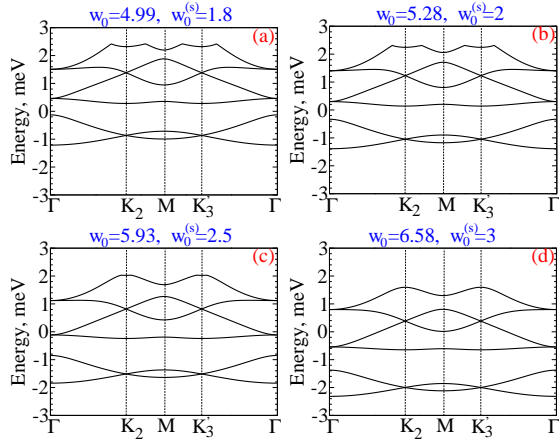 w₀=4.99, w₀⁽ˢ⁾=1.8
(a)
Energy, meV
3
2
1
0
-1
-2
-3
Γ K₂ M K₃' Γ
w₀=5.28, w₀⁽ˢ⁾=2
(b)
Energy, meV
3
2
1
0
-1
-2
-3
Γ K₂ M K₃' Γ
w₀=5.93, w₀⁽ˢ⁾=2.5
(c)
Energy, meV
3
2
1
0
-1
-2
-3
Γ K₂ M K₃' Γ
w₀=6.58, w₀⁽ˢ⁾=3
(d)
Energy, meV
3
2
1
0
-1
-2
-3
Γ K₂ M K₃' Γ